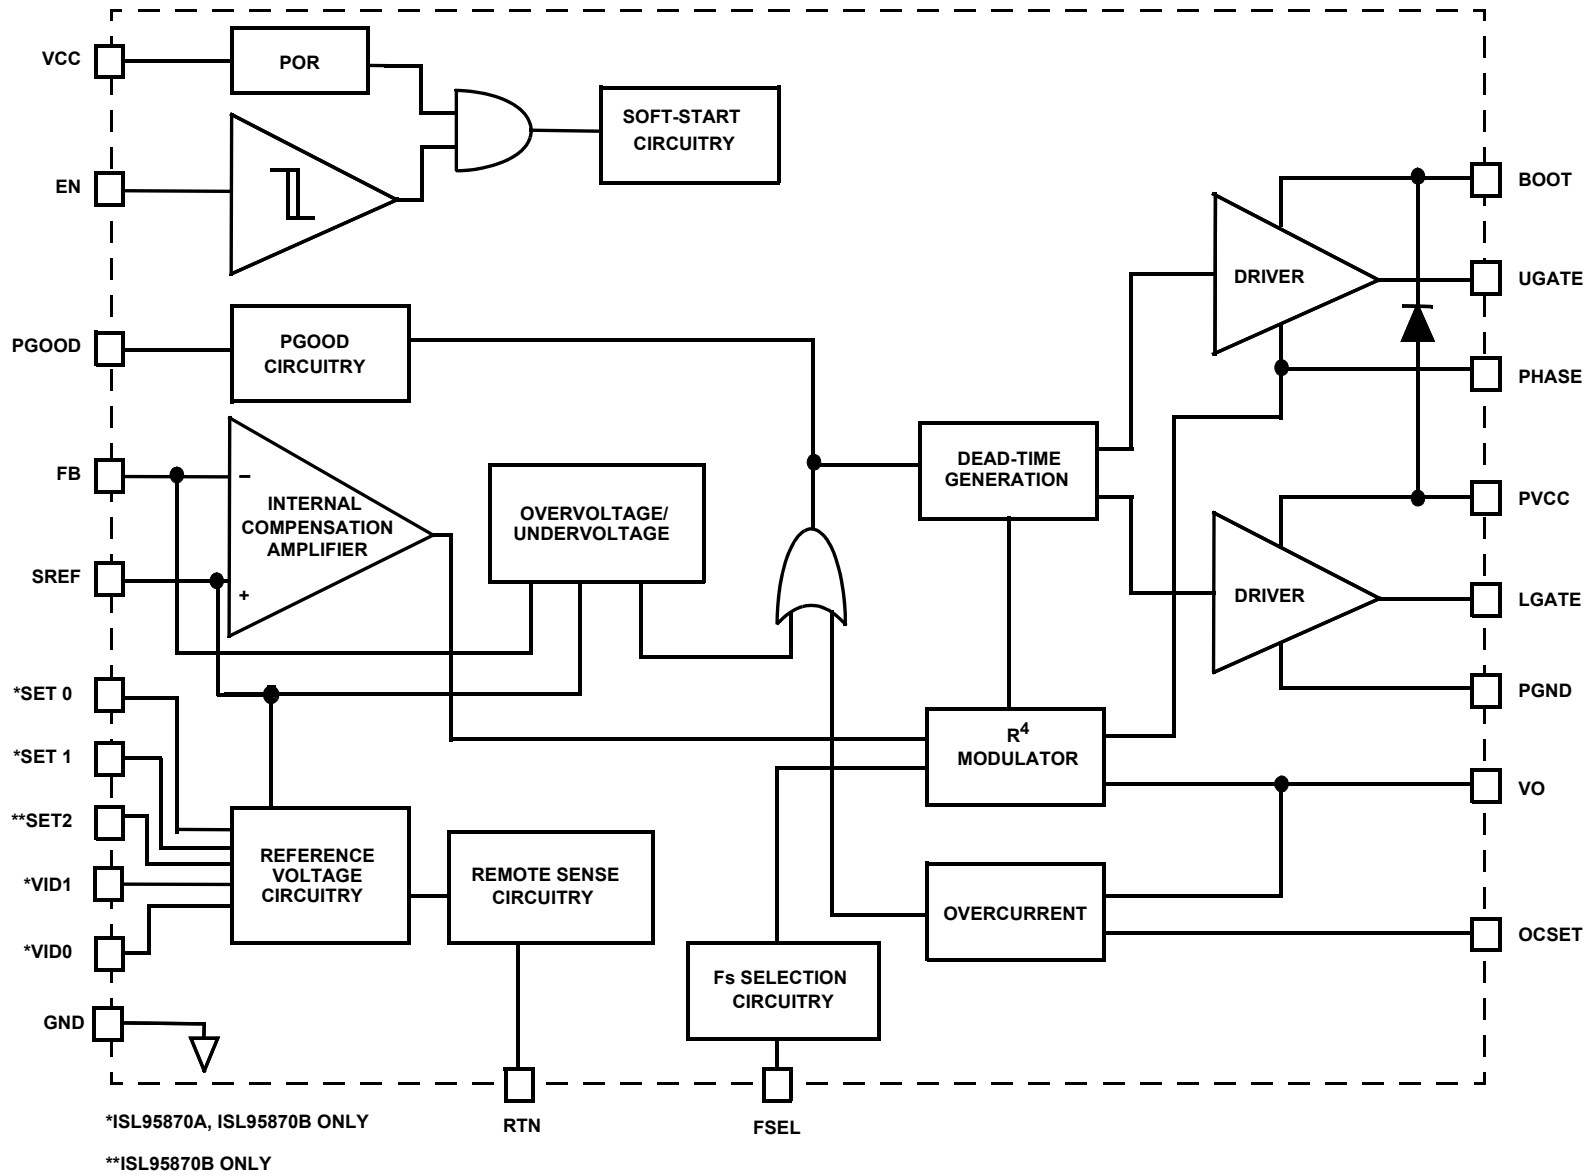 VCC
POR
SOFT-START
CIRCUITRY
EN
BOOT
DRIVER
UGATE
PGOOD
PGOOD
CIRCUITRY
PHASE
FB
−
INTERNAL
COMPENSATION
AMPLIFIER
+
SREF
OVERVOLTAGE/
UNDERVOLTAGE
DEAD-TIME
GENERATION
PVCC
DRIVER
LGATE
*SET 0
PGND
*SET 1
R4
MODULATOR
VO
**SET2
*VID1
*VID0
REFERENCE
VOLTAGE
CIRCUITRY
REMOTE SENSE
CIRCUITRY
OVERCURRENT
OCSET
Fs SELECTION
CIRCUITRY
GND
RTN
FSEL
*ISL95870A, ISL95870B ONLY
**ISL95870B ONLY